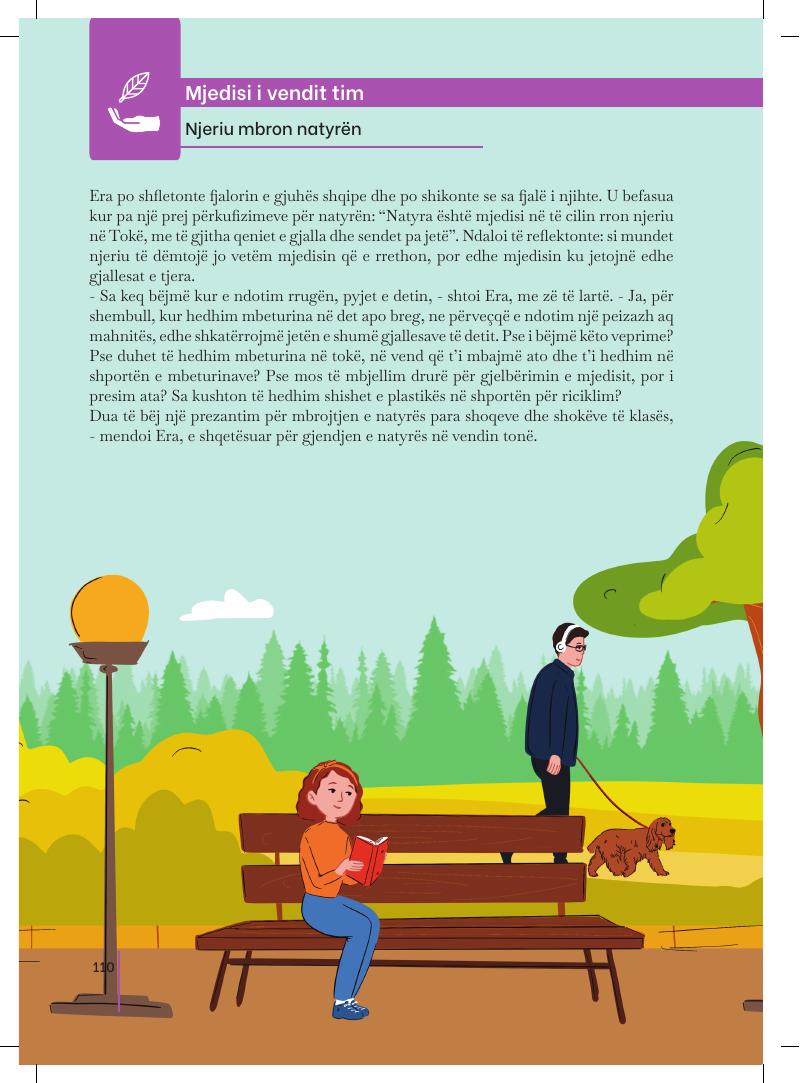 Mjedisi i vendit tim
Njeriu mbron natyrën
Era po shfletonte fjalorin e gjuhës shqipe dhe po shikonte se sa fjalë i njihte. U befasua
kur pa një prej përkufizimeve për natyrën: “Natyra është mjedisi në të cilin rron njeriu
në Tokë, me të gjitha qeniet e gjalla dhe sendet pa jetë”. Ndaloi të reflektonte: si mundet
njeriu të dëmtojë jo vetëm mjedisin që e rrethon, por edhe mjedisin ku jetojnë edhe
gjallesat e tjera.
- Sa keq bëjmë kur e ndotim rrugën, pyjet e detin, - shtoi Era, me zë të lartë. - Ja, për
shembull, kur hedhim mbeturina në det apo breg, ne përveçqë e ndotim një peizazh aq
mahnitës, edhe shkatërrojmë jetën e shumë gjallesave të detit. Pse i bëjmë këto veprime?
Pse duhet të hedhim mbeturina në tokë, në vend që t’i mbajmë ato dhe t’i hedhim në
shportën e mbeturinave? Pse mos të mbjellim drurë për gjelbërimin e mjedisit, por i
presim ata? Sa kushton të hedhim shishet e plastikës në shportën për riciklim?
Dua të bëj një prezantim për mbrojtjen e natyrës para shoqeve dhe shokëve të klasës,
- mendoi Era, e shqetësuar për gjendjen e natyrës në vendin tonë.
110